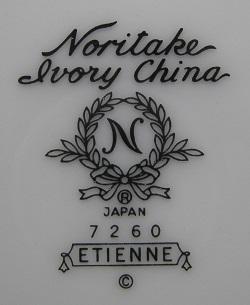 Noritake
Ivory China
N
®
JAPAN
7260
ETIENNE
©